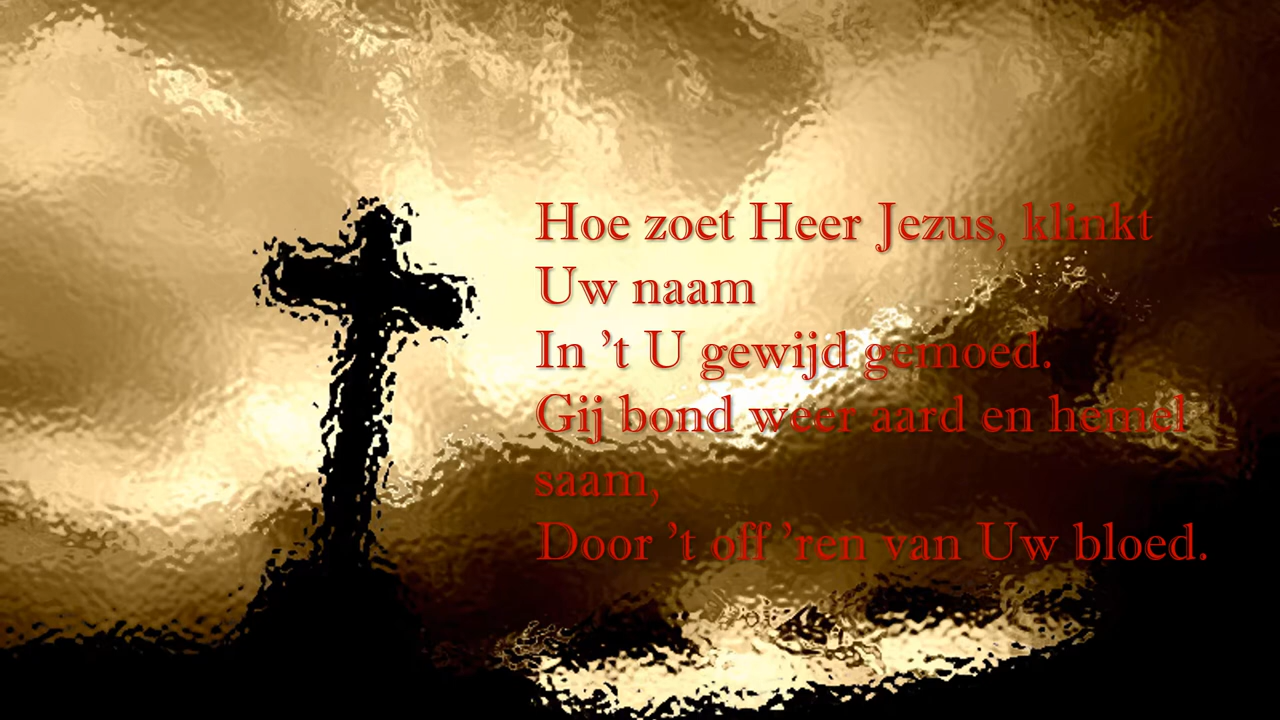 Hoe zoet Heer Jezus, klinkt
Uw naam
In ’t U gewijd gemoed.
Gij bond weer aard en hemel
saam,
Door ’t off ’ren van Uw bloed.